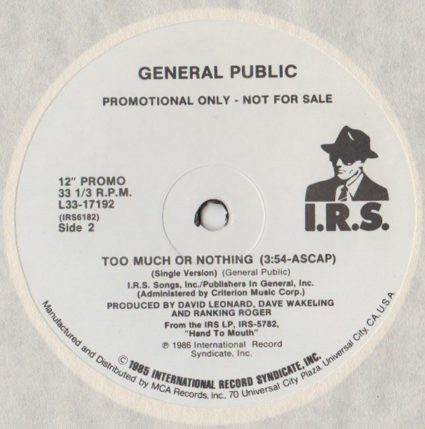 GENERAL PUBLIC
PROMOTIONAL ONLY - NOT FOR SALE
12" PROMO
33 1/3 R.P.M.
L33-17192
(IRS6182)
Side 2
I.R.S.
TOO MUCH OR NOTHING (3:54-ASCAP)
(Single Version) (General Public)
I.R.S. Songs, Inc./Publishers In General, Inc.
(Administered by Criterion Music Corp.)
PRODUCED BY DAVID LEONARD, DAVE WAKELING
AND RANKING ROGER
From the IRS LP, IRS-5782,
"Hand To Mouth"
℗ 1986 International Record
Syndicate, Inc.
© 1985 INTERNATIONAL RECORD SYNDICATE, INC.
Manufactured and Distributed by MCA Records, Inc., 70 Universal City Plaza, Universal City, CA. U.S.A.